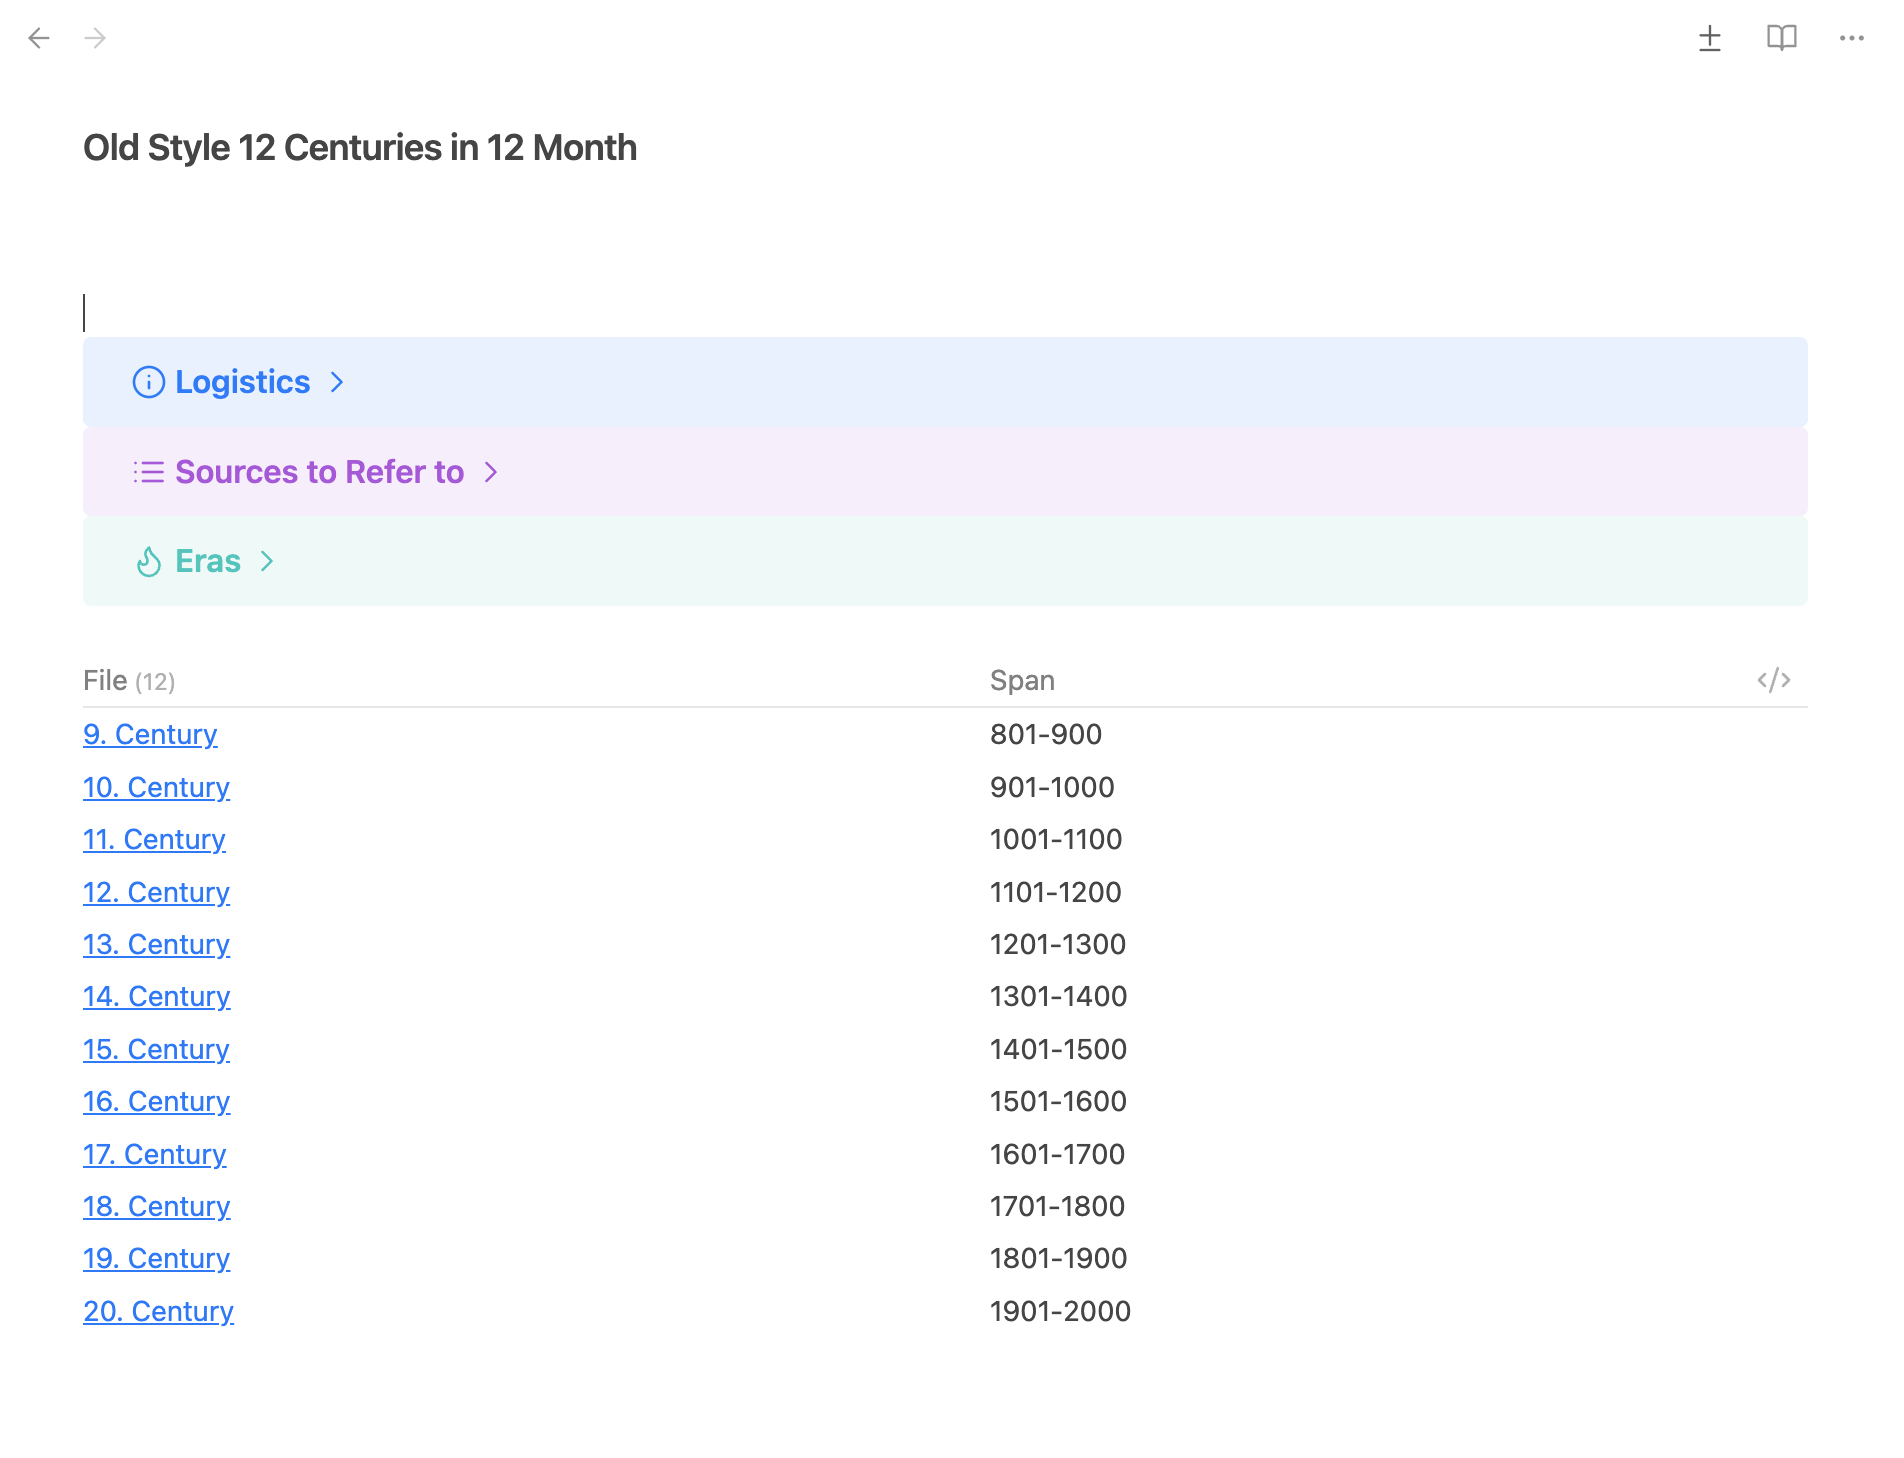 Old Style 12 Centuries in 12 Month
Logistics
Sources to Refer to
Eras
File (12) Span
9. Century 801-900
10. Century 901-1000
11. Century 1001-1100
12. Century 1101-1200
13. Century 1201-1300
14. Century 1301-1400
15. Century 1401-1500
16. Century 1501-1600
17. Century 1601-1700
18. Century 1701-1800
19. Century 1801-1900
20. Century 1901-2000